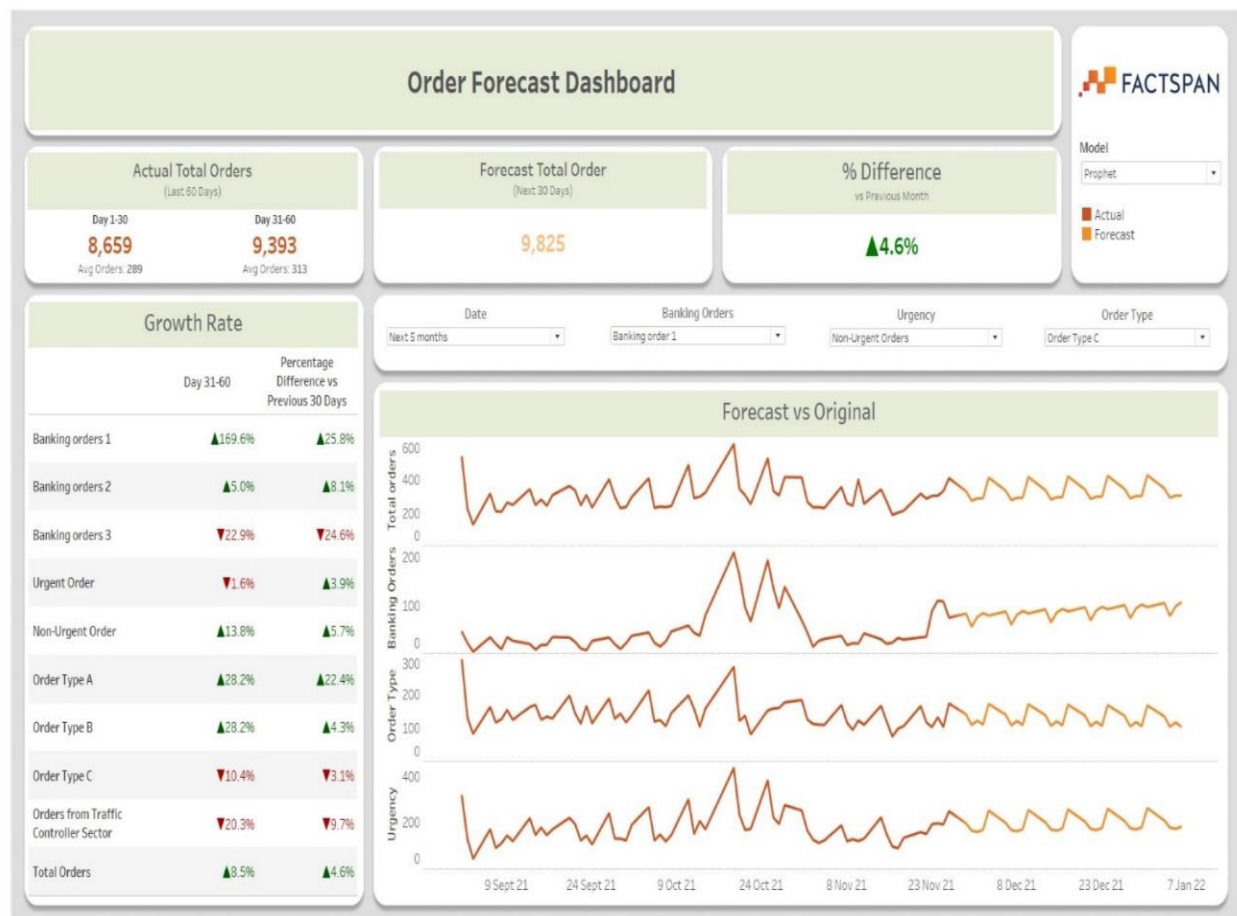 Order Forecast Dashboard
FACTSPAN
Model
Prophet
Actual
Forecast
Actual Total Orders
(Last 60 Days)
Day 1-30
Day 31-60
8,659
9,393
Avg Orders: 289
Avg Orders: 313
Forecast Total Order
(Next 30 Days)
9,825
% Difference
vs Previous Month
▲4.6%
Growth Rate
Day 31-60
Percentage
Difference vs
Previous 30 Days
Banking orders 1 ▲169.6% ▲25.8%
Banking orders 2 ▲5.0% ▲8.1%
Banking orders 3 ▼22.9% ▼24.6%
Urgent Order ▼1.6% ▲3.9%
Non-Urgent Order ▲13.8% ▲5.7%
Order Type A ▲28.2% ▲22.4%
Order Type B ▲28.2% ▲4.3%
Order Type C ▼10.4% ▼3.1%
Orders from Traffic
Controller Sector ▼20.3% ▼9.7%
Total Orders ▲8.5% ▲4.6%
Date
Next 5 months
Banking Orders
Banking order 1
Urgency
Non-Urgent Orders
Order Type
Order Type C
Forecast vs Original
Total orders
600
400
200
0
Banking Orders
200
100
0
Order Type
300
200
100
0
Urgency
400
200
0
9 Sept 21 24 Sept 21 9 Oct 21 24 Oct 21 8 Nov 21 23 Nov 21 8 Dec 21 23 Dec 21 7 Jan 22